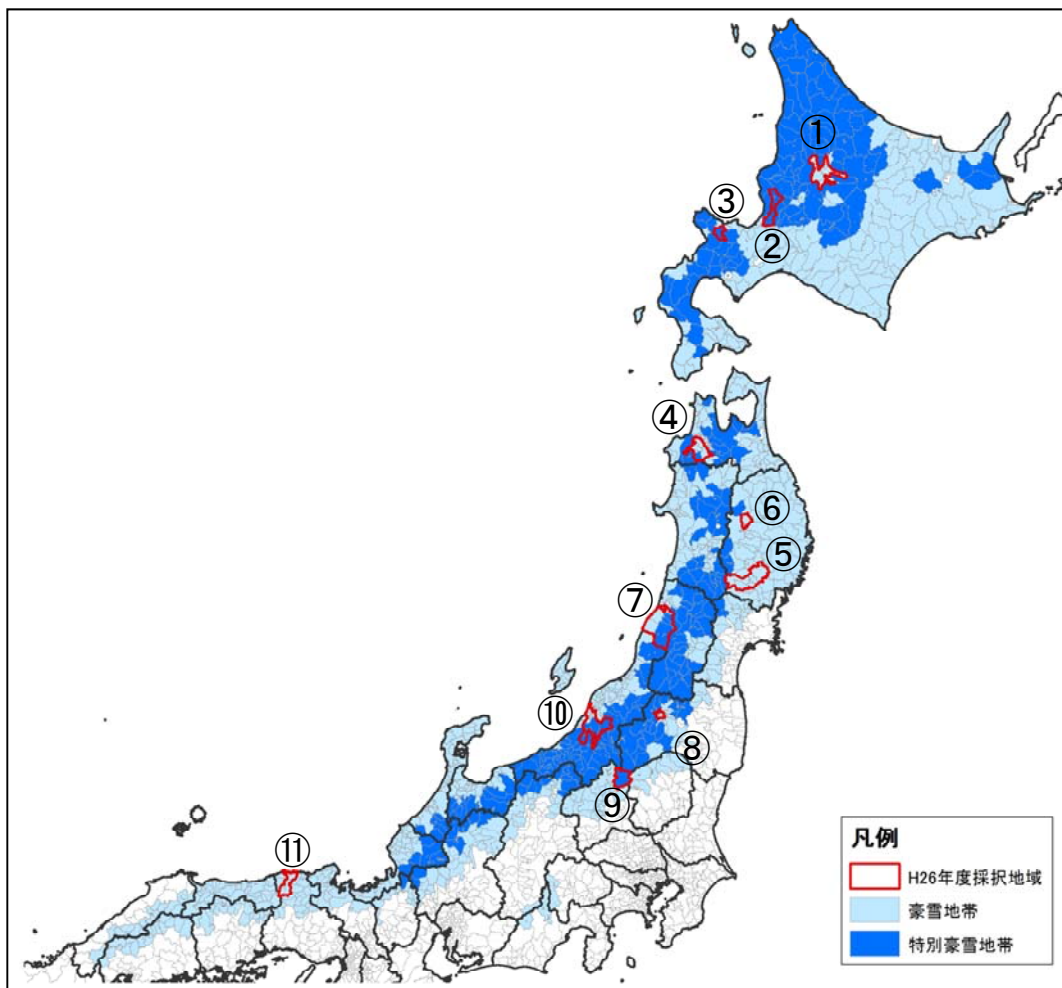 ①
③
②
④
⑥
⑤
⑦
⑩
⑧
⑨
⑪
凡例
H26年度採択地域
豪雪地帯
特別豪雪地帯